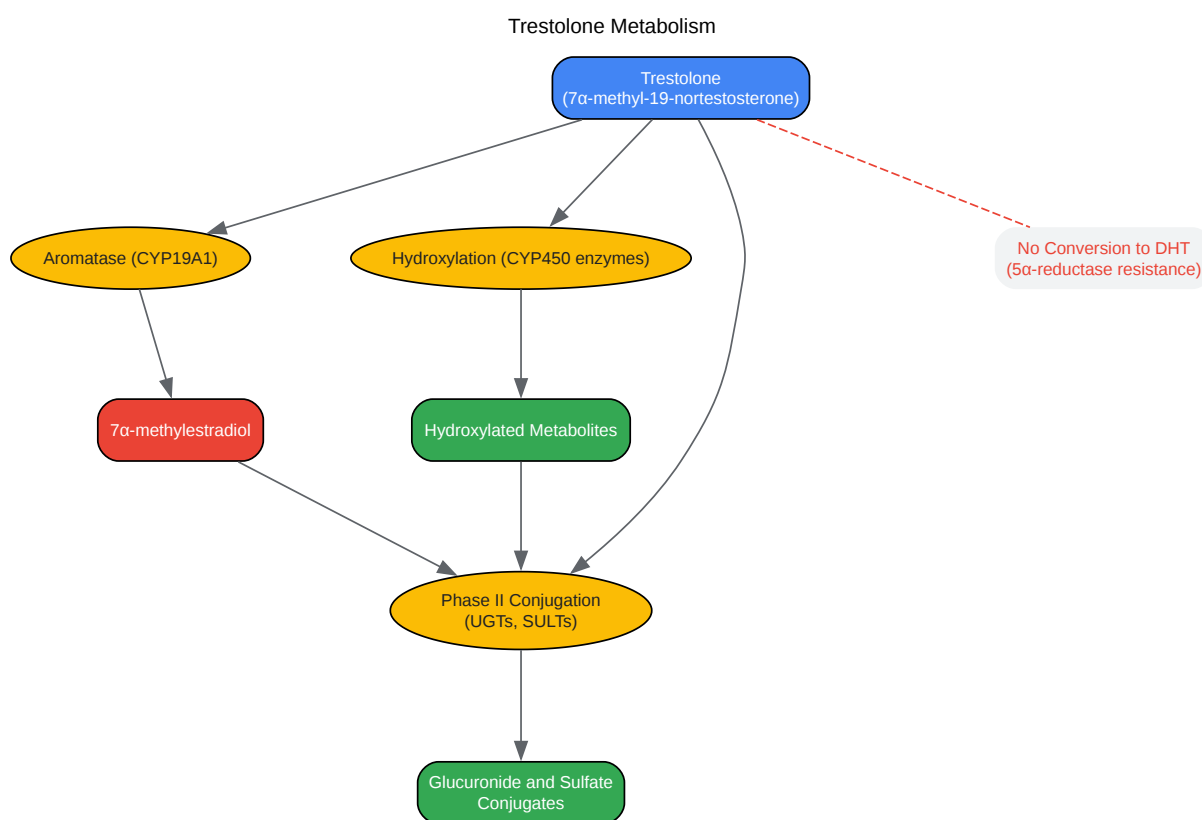 Trestolone Metabolism
Trestolone
(7α-methyl-19-nortestosterone)
Aromatase (CYP19A1)
Hydroxylation (CYP450 enzymes)
No Conversion to DHT
(5α-reductase resistance)
7α-methylestradiol
Hydroxylated Metabolites
Phase II Conjugation
(UGTs, SULTs)
Glucuronide and Sulfate
Conjugates